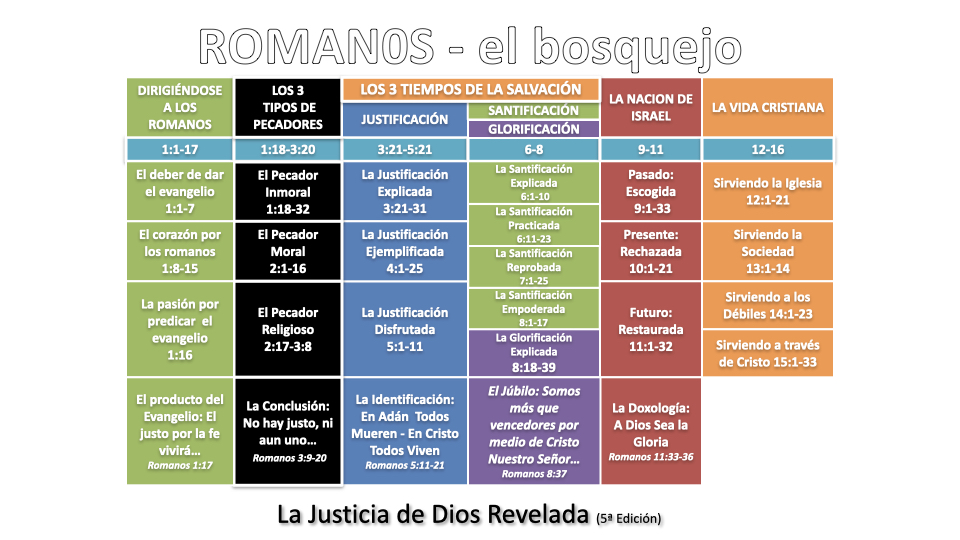 ROMAN0S - el bosquejo
DIRIGIÉNDOSE
A LOS
ROMANOS
LOS 3
TIPOS DE
PECADORES
LOS 3 TIEMPOS DE LA SALVACIÓN
JUSTIFICACIÓN
SANTIFICACIÓN
GLORIFICACIÓN
LA NACION DE
ISRAEL
LA VIDA CRISTIANA
1:1-17
1:18-3:20
3:21-5:21
6-8
9-11
12-16
El deber de dar
el evangelio
1:1-7
El Pecador
Inmoral
1:18-32
La Justificación
Explicada
3:21-31
La Santificación
Explicada
6:1-10
La Santificación
Practicada
6:11-23
Pasado:
Escogida
9:1-33
Sirviendo la Iglesia
12:1-21
El corazón por
los romanos
1:8-15
El Pecador
Moral
2:1-16
La Justificación
Ejemplificada
4:1-25
La Santificación
Reprobada
7:1-25
Presente:
Rechazada
10:1-21
Sirviendo la
Sociedad
13:1-14
La pasión por
predicar el
evangelio
1:16
El Pecador
Religioso
2:17-3:8
La Justificación
Disfrutada
5:1-11
La Santificación
Empoderada
8:1-17
La Glorificación
Explicada
8:18-39
Futuro:
Restaurada
11:1-32
Sirviendo a los
Débiles 14:1-23
Sirviendo a través
de Cristo 15:1-33
El producto del
Evangelio: El
justo por la fe
vivirá…
Romanos 1:17
La Conclusión:
No hay justo, ni
aun uno…
Romanos 3:9-20
La Identificación:
En Adán Todos
Mueren - En Cristo
Todos Viven
Romanos 5:11-21
El Júbilo: Somos
más que
vencedores por
medio de Cristo
Nuestro Señor…
Romanos 8:37
La Doxología:
A Dios Sea la
Gloria
Romanos 11:33-36
La Justicia de Dios Revelada (5ª Edición)